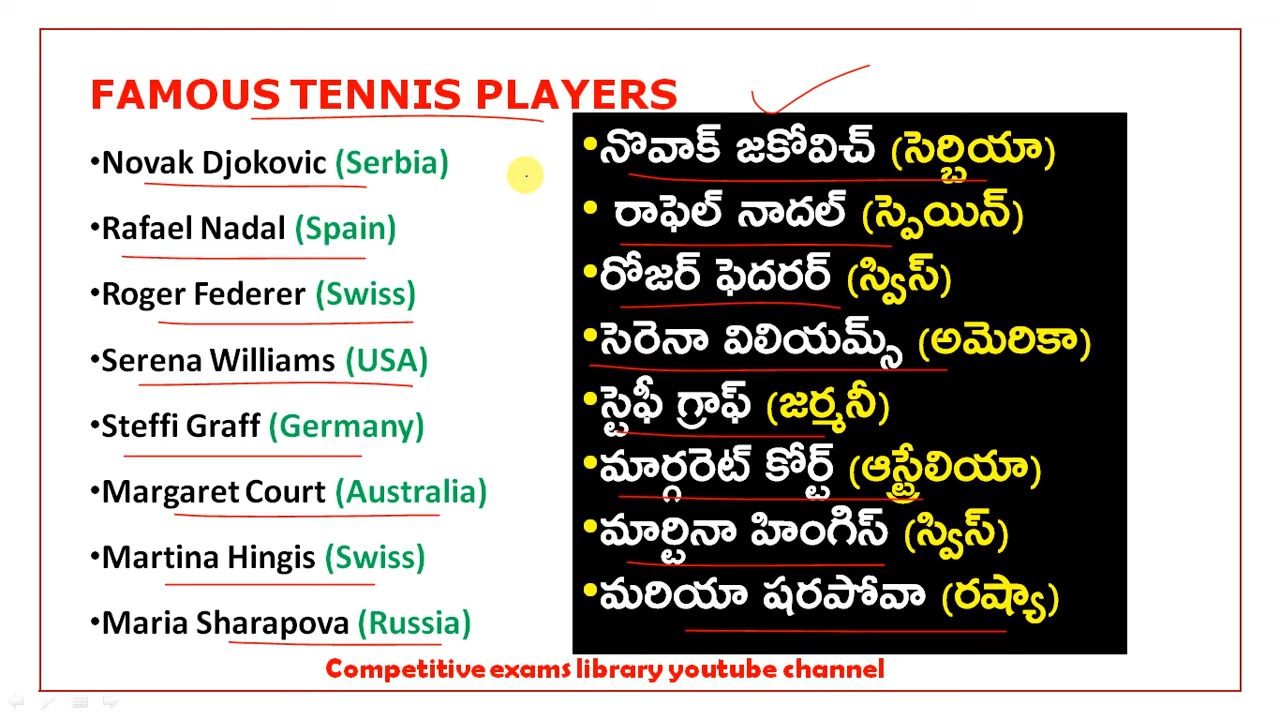 FAMOUS TENNIS PLAYERS
•Novak Djokovic (Serbia)
•Rafael Nadal (Spain)
•Roger Federer (Swiss)
•Serena Williams (USA)
•Steffi Graff (Germany)
•Margaret Court (Australia)
•Martina Hingis (Swiss)
•Maria Sharapova (Russia)
•నొవాక్ జకోవిచ్ (సెర్బియా)
• రాఫెల్ నాదల్ (స్పెయిన్)
•రోజర్ ఫెదరర్ (స్విస్)
•సెరెనా విలియమ్స్ (అమెరికా)
•స్టెఫీ గ్రాఫ్ (జర్మనీ)
•మార్గరెట్ కోర్ట్ (ఆస్ట్రేలియా)
•మార్టినా హింగిస్ (స్విస్)
•మరియా షరపోవా (రష్యా)
Competitive exams library youtube channel